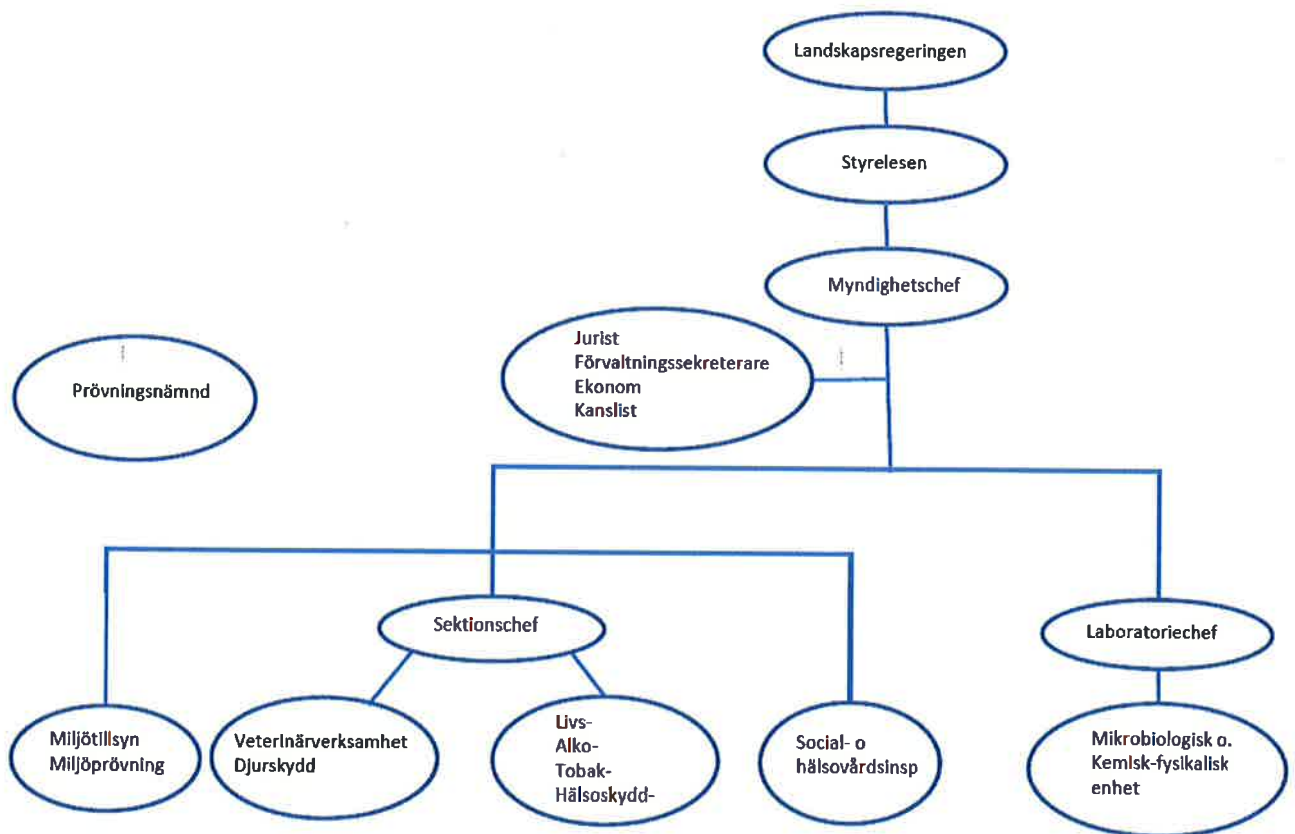 Landskapsregeringen
Styrelesen
Myndighetschef
Jurist
Förvaltningssekreterare
Ekonom
Kanslist
Prövningsnämnd
Sektionschef
Laboratoriechef
Miljötillsyn
Miljöprövning
Veterinärverksamhet
Djurskydd
Livs-
Alko-
Tobak-
Hälsoskydd-
Social- o
hälsovårdsinsp
Mikrobiologisk o.
Kemisk-fysikalisk
enhet